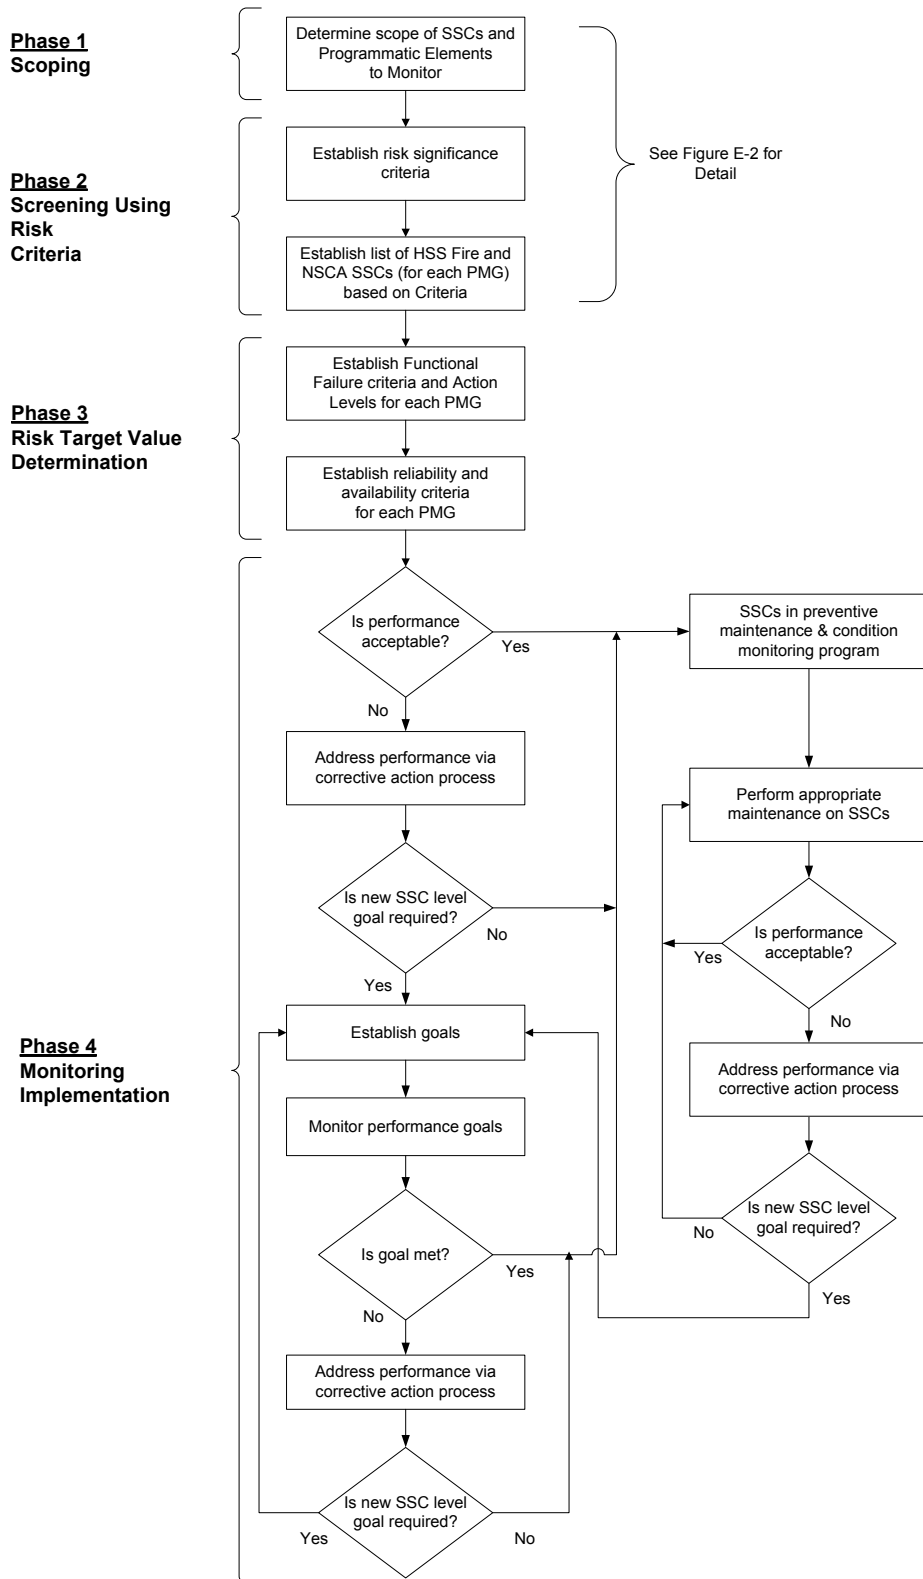 Phase 1
Scoping
Determine scope of SSCs and
Programmatic Elements
to Monitor
Phase 2
Screening Using
Risk
Criteria
Establish risk significance
criteria
See Figure E-2 for
Detail
Establish list of HSS Fire and
NSCA SSCs (for each PMG)
based on Criteria
Phase 3
Risk Target Value
Determination
Establish Functional
Failure criteria and Action
Levels for each PMG
Establish reliability and
availability criteria
for each PMG
Phase 4
Monitoring
Implementation
Is performance
acceptable?
Yes
No
Address performance via
corrective action process
Is new SSC level
goal required?
No
Yes
Establish goals
Monitor performance goals
Is goal met?
Yes
No
Address performance via
corrective action process
Is new SSC level
goal required?
Yes
No
SSCs in preventive
maintenance & condition
monitoring program
Perform appropriate
maintenance on SSCs
Is performance
acceptable?
Yes
No
Address performance via
corrective action process
Is new SSC level
goal required?
No
Yes